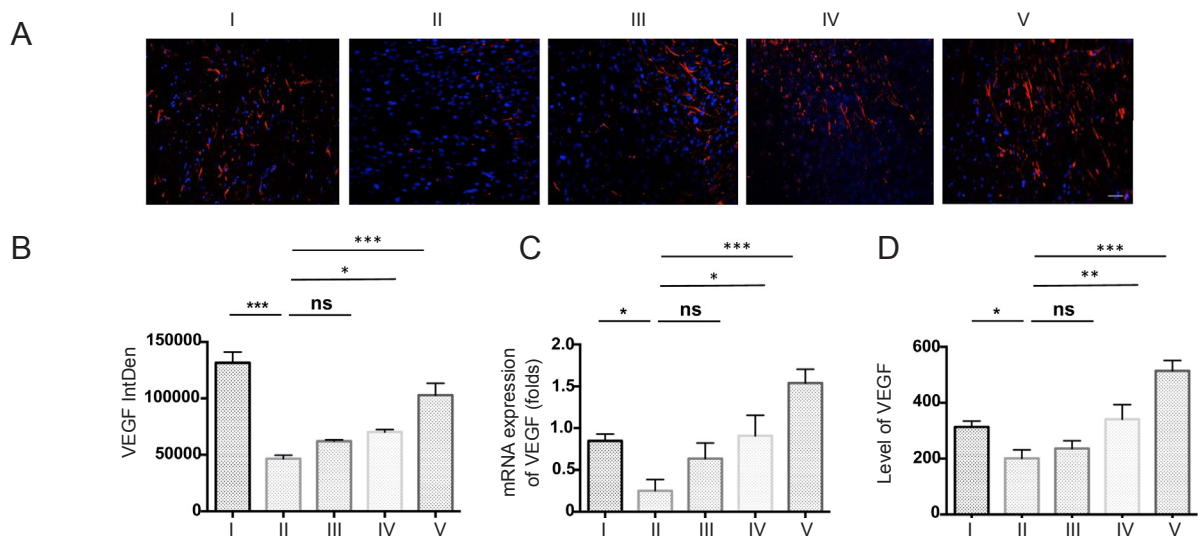 A
I II III IV V
B
***
*
*** ns
VEGF IntDen
150000
100000
50000
0
I II III IV V
C
***
*
* ns
mRNA expression
of VEGF (folds)
2.0
1.5
1.0
0.5
0.0
I II III IV V
D
***
**
* ns
Level of VEGF
600
400
200
0
I II III IV V